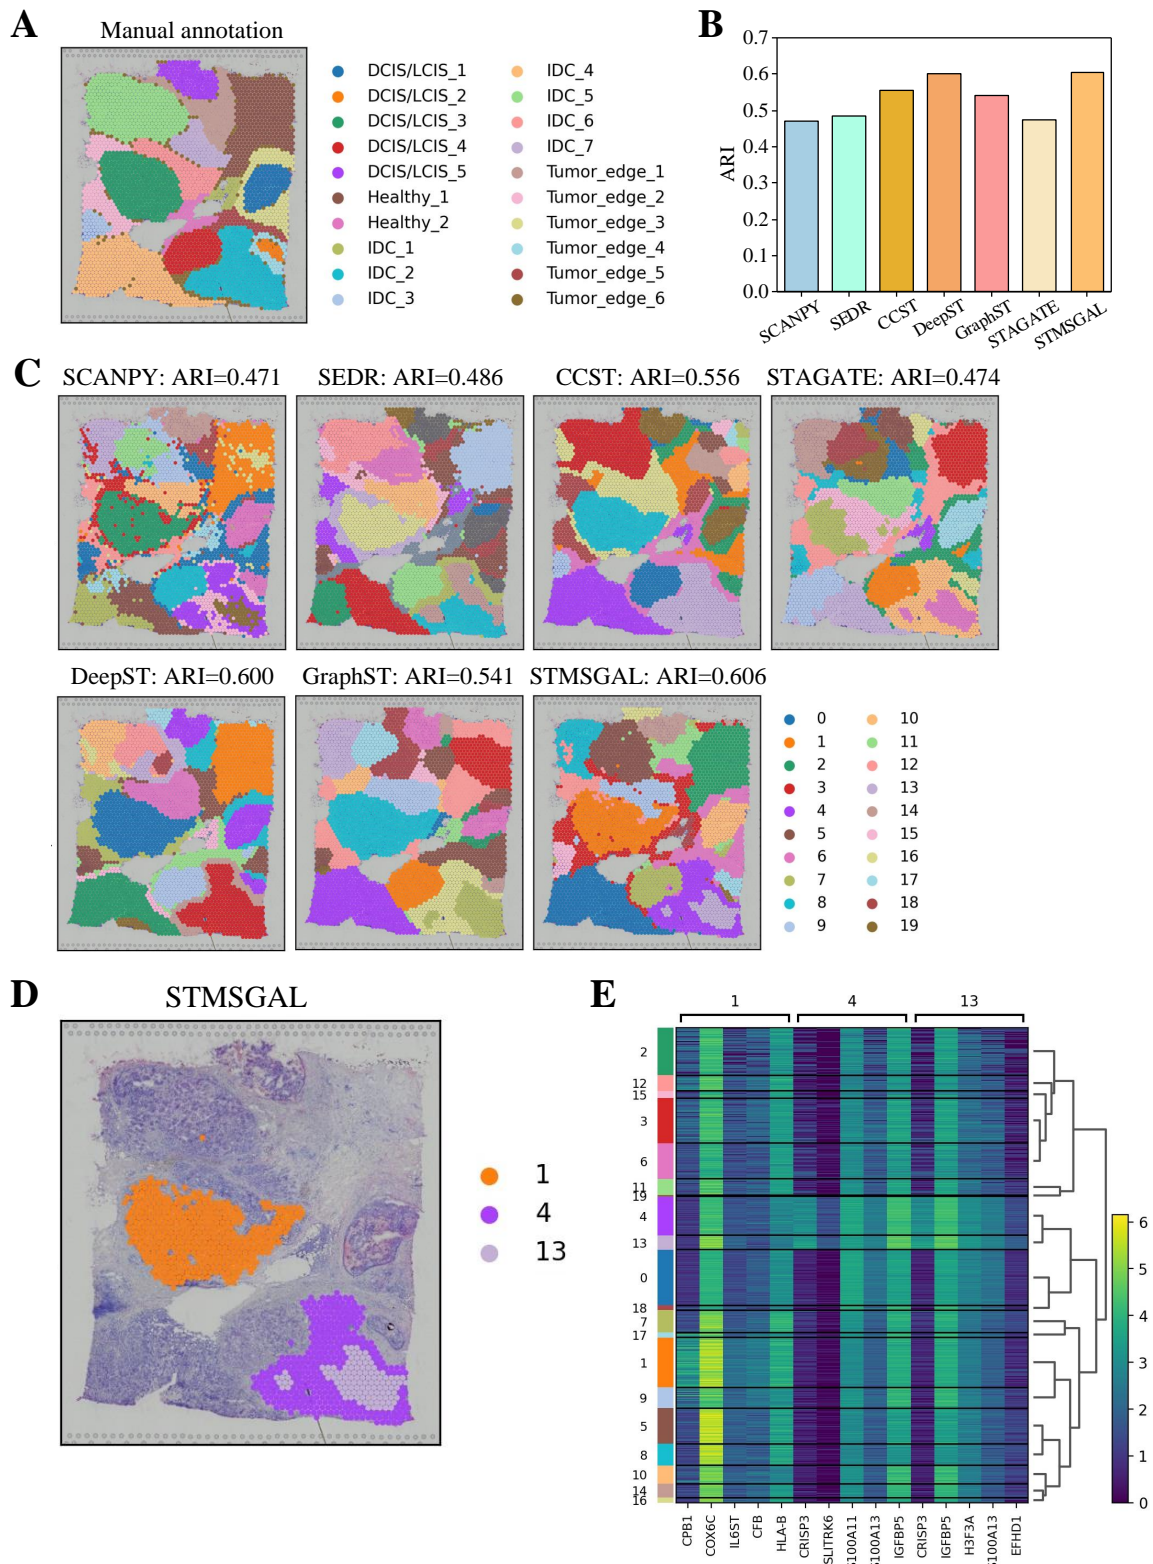 A
Manual annotation
DCIS/LCIS_1
DCIS/LCIS_2
DCIS/LCIS_3
DCIS/LCIS_4
DCIS/LCIS_5
Healthy_1
Healthy_2
IDC_1
IDC_2
IDC_3
IDC_4
IDC_5
IDC_6
IDC_7
Tumor_edge_1
Tumor_edge_2
Tumor_edge_3
Tumor_edge_4
Tumor_edge_5
Tumor_edge_6
B
ARI
0.7
0.6
0.5
0.4
0.3
0.2
0.1
0.0
SCANPY
SEDR
CCST
DeepST
GraphST
STAGATE
STMSGAL
C
SCANPY: ARI=0.471
SEDR: ARI=0.486
CCST: ARI=0.556
STAGATE: ARI=0.474
DeepST: ARI=0.600
GraphST: ARI=0.541
STMSGAL: ARI=0.606
0
1
2
3
4
5
6
7
8
9
10
11
12
13
14
15
16
17
18
19
D
STMSGAL
1
4
13
E
1 4 13
2
12
15
3
6
11
19
4
13
0
18
7
17
1
9
5
8
10
14
16
CPB1
COX6C
IL6ST
CFB
HLA-B
CRISP3
SLITRK6
S100A11
S100A13
IGFBP5
CRISP3
IGFBP5
H3F3A
S100A13
EFHD1
6
5
4
3
2
1
0